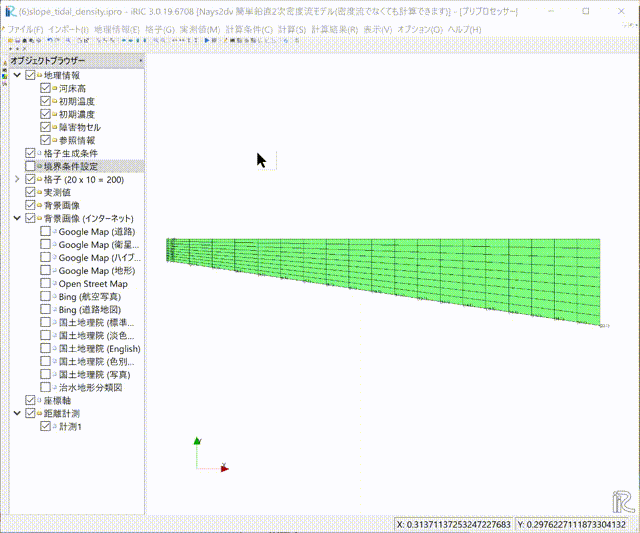 (6)slope_tidal_density.ipro - iRIC 3.0.19.6708 [Nays2dv 簡単鉛直2次密度流モデル(密度流でなくても計算できます)] - [プリプロセッサー]
ファイル(F) インポート(I) 地理情報(E) 格子(G) 実測値(M) 計算条件(C) 計算(S) 計算結果(R) 表示(V) オプション(O) ヘルプ(H)
オブジェクトブラウザー
地理情報
河床高
初期温度
初期濃度
障害物セル
参照情報
格子生成条件
境界条件設定
格子 (20 x 10 = 200)
実測値
背景画像
背景画像 (インターネット)
Google Map (道路)
Google Map (衛星...
Google Map (ハイブ...
Google Map (地形)
Open Street Map
Bing (航空写真)
Bing (道路地図)
国土地理院 (標準...
国土地理院 (淡色...
国土地理院 (English)
国土地理院 (色別...
国土地理院 (写真)
治水地形分類図
座標軸
距離計測
計測1
Y
X
iRIC
X: 0.31371137253247227683 Y: 0.2976227111873304132